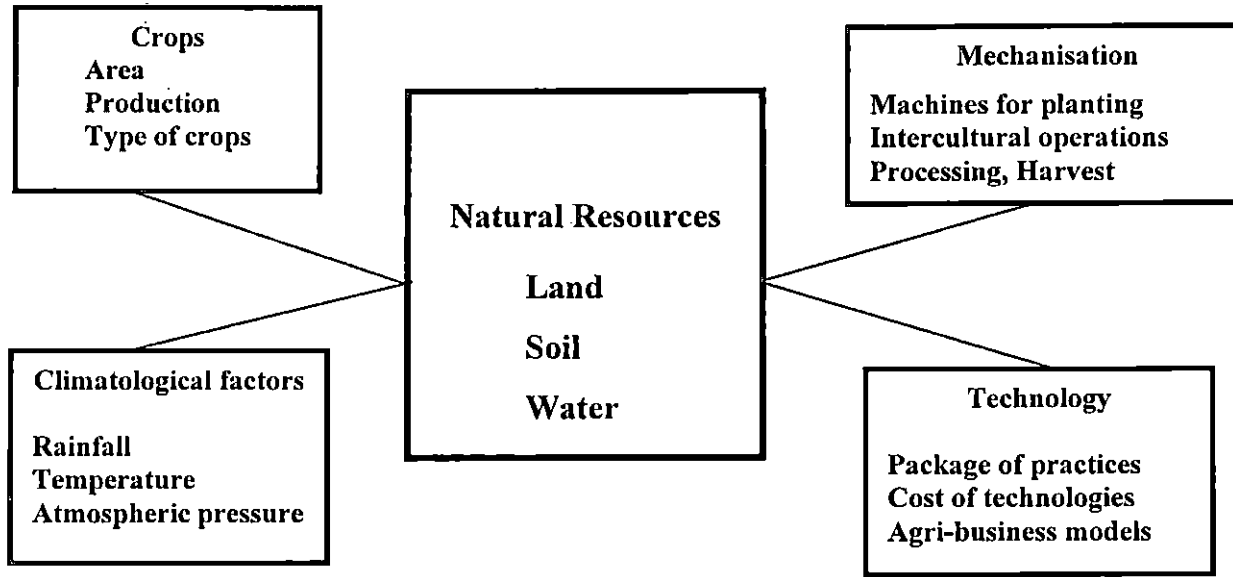 Crops
Area
Production
Type of crops
Mechanisation
Machines for planting
Intercultural operations
Processing, Harvest
Natural Resources
Land
Soil
Water
Climatological factors
Rainfall
Temperature
Atmospheric pressure
Technology
Package of practices
Cost of technologies
Agri-business models